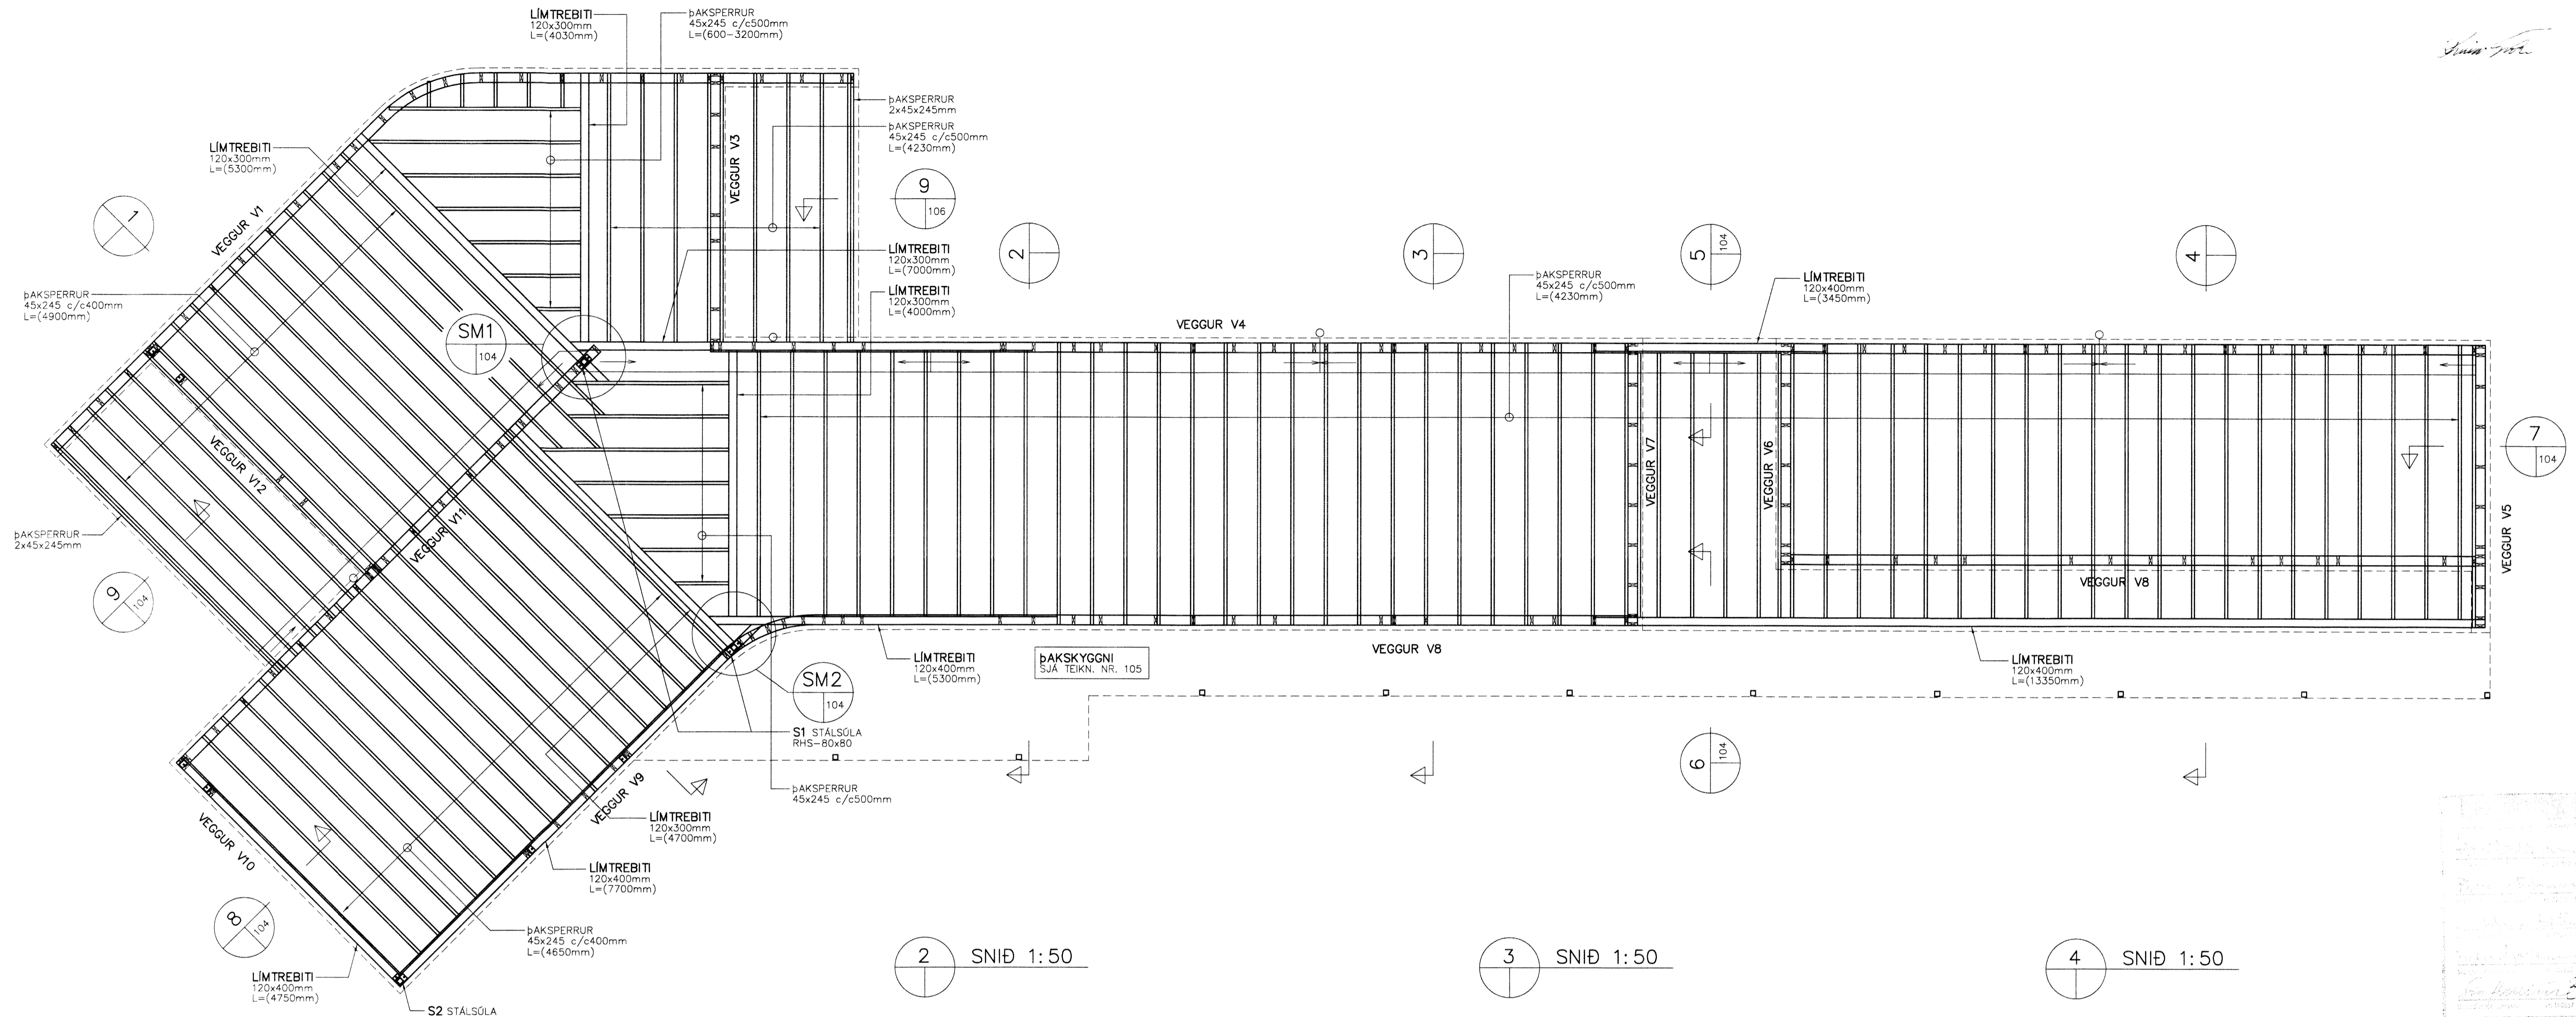 LÍMTREBITI
120x300mm
L=(4030mm)
ÞAKSPERRUR
45x245 c/c500mm
L=(600-3200mm)
ÞAKSPERRUR
2x45x245mm
ÞAKSPERRUR
45x245 c/c500mm
L=(4230mm)
LÍMTREBITI
120x300mm
L=(5300mm)
VEGGUR V3
9
106
1
VEGGUR V1
LÍMTREBITI
120x300mm
L=(7000mm)
LÍMTREBITI
120x300mm
L=(4000mm)
2
3
5
104
4
ÞAKSPERRUR
45x245 c/c500mm
L=(4230mm)
LÍMTREBITI
120x400mm
L=(3450mm)
ÞAKSPERRUR
45x245 c/c400mm
L=(4900mm)
SM1
104
VEGGUR V4
VEGGUR V12
VEGGUR V11
VEGGUR V7
VEGGUR V6
7
104
VEGGUR V5
ÞAKSPERRUR
2x45x245mm
9
104
VEGGUR V8
VEGGUR V8
LÍMTREBITI
120x400mm
L=(5300mm)
ÞAKSKYGGNI
SJÁ TEIKN. NR. 105
LÍMTREBITI
120x400mm
L=(13350mm)
SM2
104
S1 STÁLSÚLA
RHS-80x80
6
104
ÞAKSPERRUR
45x245 c/c500mm
VEGGUR V9
LÍMTREBITI
120x300mm
L=(4700mm)
VEGGUR V10
LÍMTREBITI
120x400mm
L=(7700mm)
8
104
ÞAKSPERRUR
45x245 c/c400mm
L=(4650mm)
LÍMTREBITI
120x400mm
L=(4750mm)
S2 STÁLSÚLA
2
SNIÐ 1:50
3
SNIÐ 1:50
4
SNIÐ 1:50